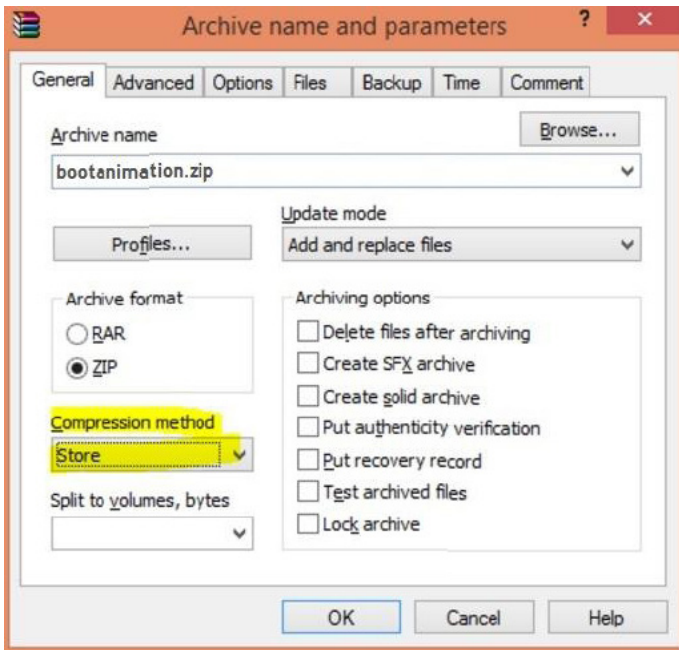 Archive name and parameters
?
×
General Advanced Options Files Backup Time Comment
Archive name
Browse...
bootanimation.zip
Profiles...
Update mode
Add and replace files
Archive format
RAR
ZIP
Compression method
Store
Split to volumes, bytes
Archiving options
Delete files after archiving
Create SFX archive
Create solid archive
Put authenticity verification
Put recovery record
Test archived files
Lock archive
OK Cancel Help